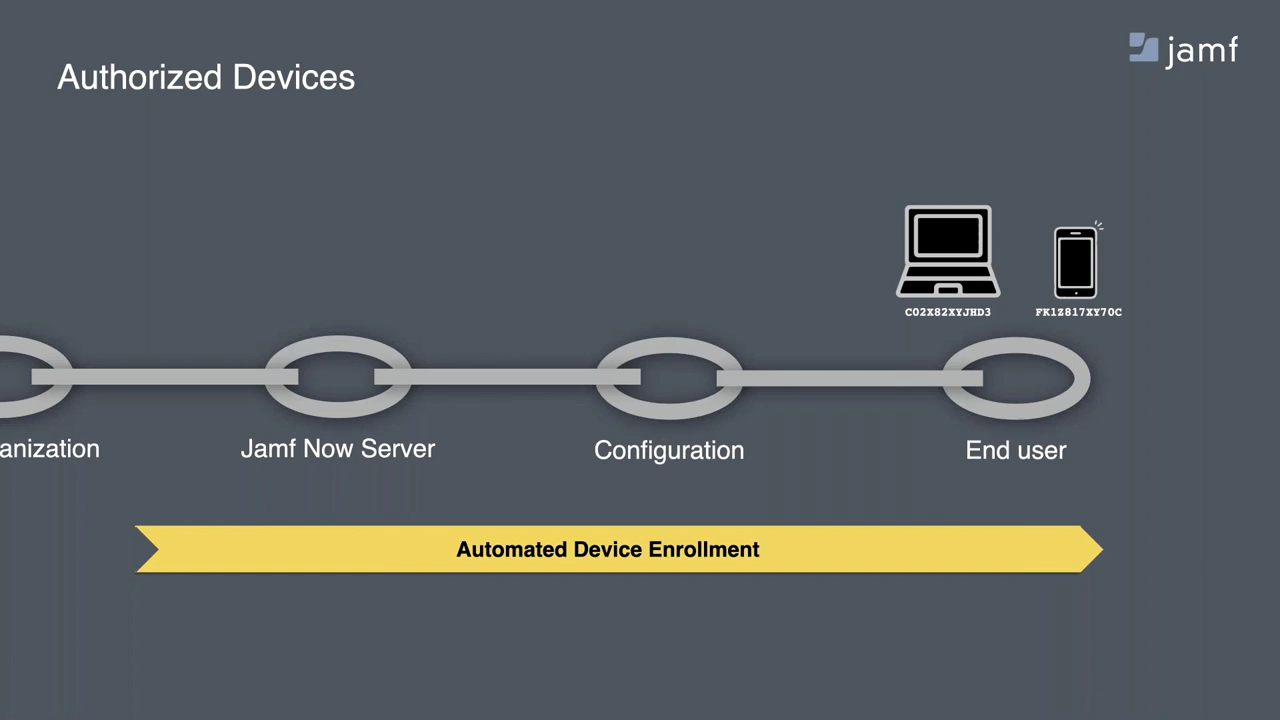 jamf
Authorized Devices
C02X82XYJHD3 FK1Z817XY70C
anization Jamf Now Server Configuration End user
Automated Device Enrollment